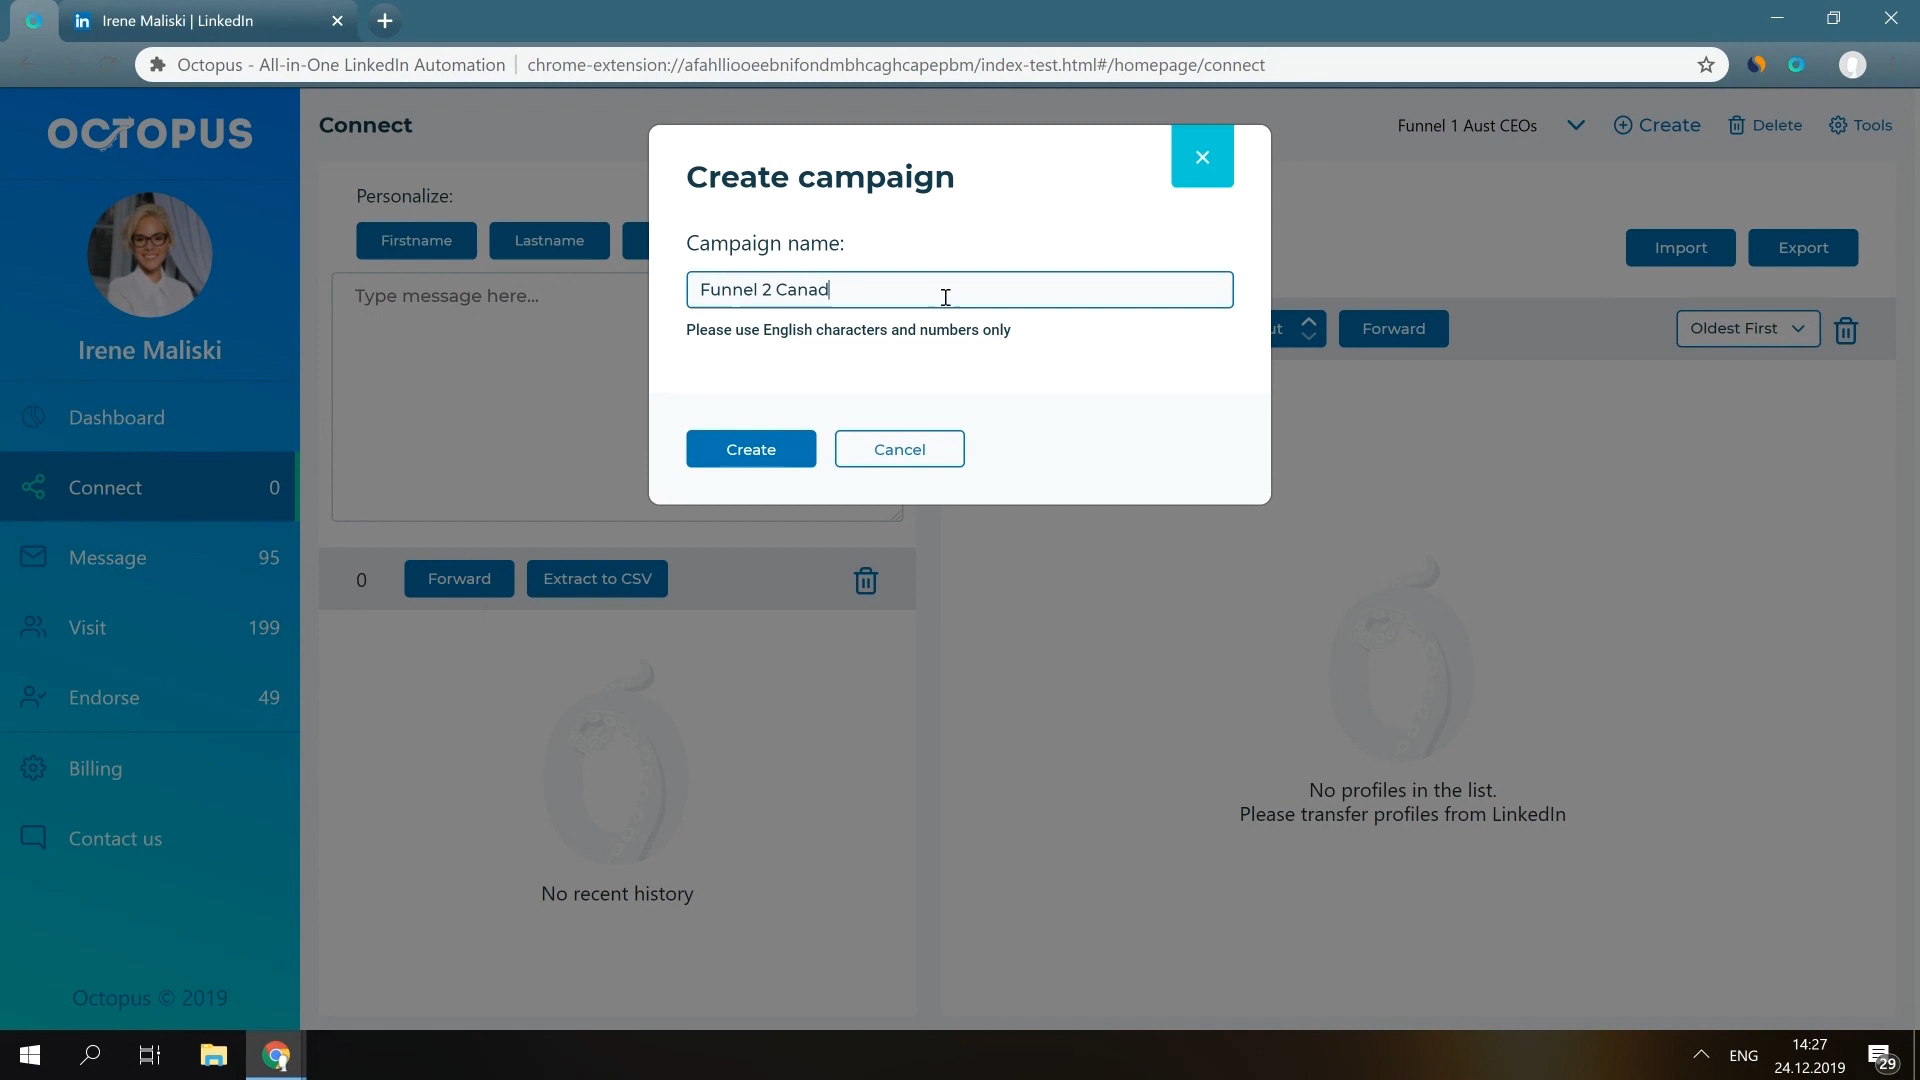 Irene Maliski | LinkedIn
Octopus - All-in-One LinkedIn Automation
chrome-extension://afahlliooeebnifondmbhcaghcapepbm/index-test.html#/homepage/connect
OCTOPUS
Irene Maliski
Dashboard
Connect 0
Message 95
Visit 199
Endorse 49
Billing
Contact us
Octopus © 2019
Connect
Funnel 1 Aust CEOs
Create
Delete
Tools
Personalize:
Firstname
Lastname
Type message here...
Import
Export
ut
Forward
Oldest First
Create campaign
Campaign name:
Funnel 2 Canad
Please use English characters and numbers only
Create
Cancel
0
Forward
Extract to CSV
No recent history
No profiles in the list.
Please transfer profiles from LinkedIn
ENG
14:27
24.12.2019
29